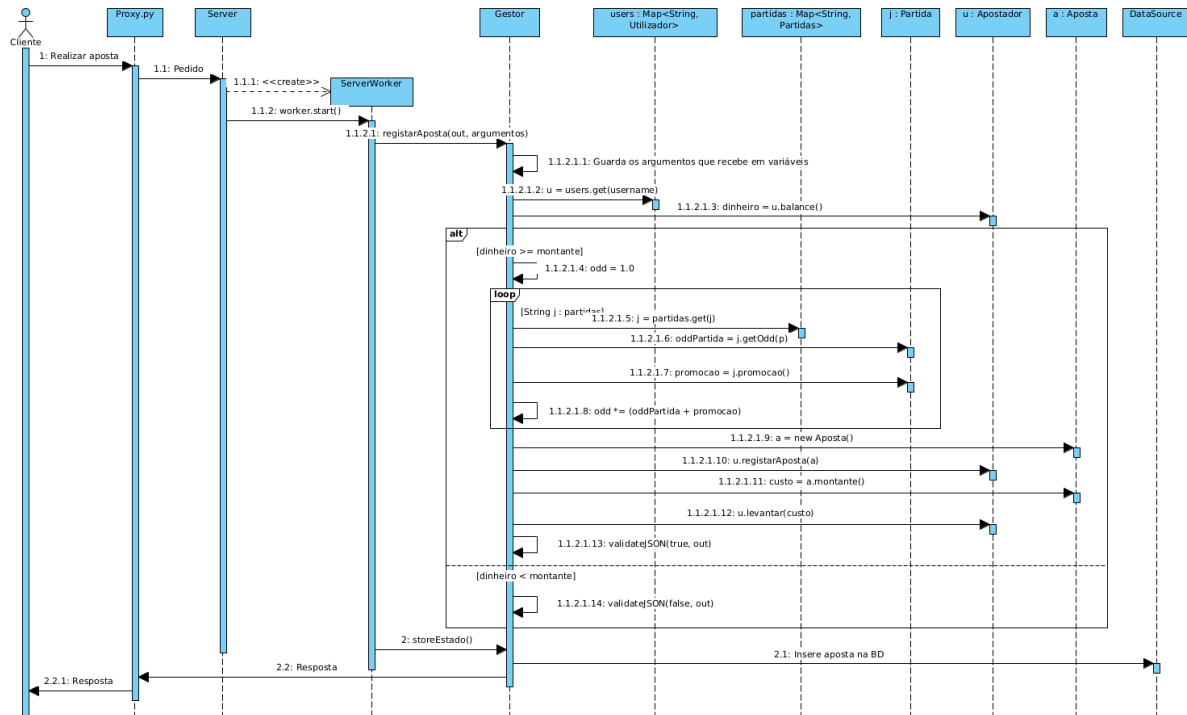 Cliente
Proxy.py
Server
Gestor
users : Map<String,
Utilizador>
partidas : Map<String,
Partidas>
j : Partida
u : Apostador
a : Aposta
DataSource
1: Realizar aposta
1.1: Pedido
1.1.1: <<create>>
ServerWorker
1.1.2: worker.start()
1.1.2.1: registarAposta(out, argumentos)
1.1.2.1.1: Guarda os argumentos que recebe em variáveis
1.1.2.1.2: u = users.get(username)
1.1.2.1.3: dinheiro = u.balance()
alt
[dinheiro >= montante]
1.1.2.1.4: odd = 1.0
loop
[String j : partidas]
1.1.2.1.5: j = partidas.get(j)
1.1.2.1.6: oddPartida = j.getOdd(p)
1.1.2.1.7: promocao = j.promocao()
1.1.2.1.8: odd *= (oddPartida + promocao)
1.1.2.1.9: a = new Aposta()
1.1.2.1.10: u.registarAposta(a)
1.1.2.1.11: custo = a.montante()
1.1.2.1.12: u.levantar(custo)
1.1.2.1.13: validateJSON(true, out)
[dinheiro < montante]
1.1.2.1.14: validateJSON(false, out)
2: storeEstado()
2.1: Insere aposta na BD
2.2: Resposta
2.2.1: Resposta